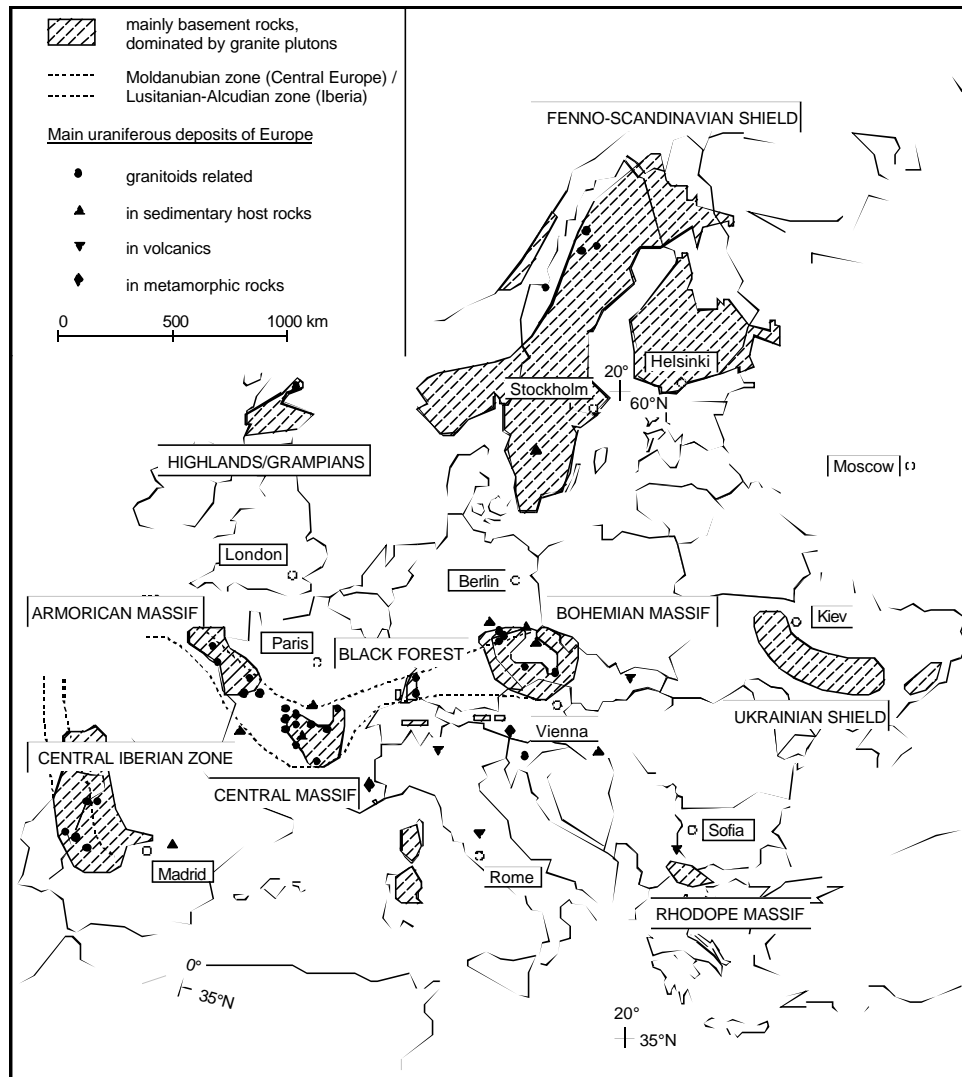 mainly basement rocks,
dominated by granite plutons
Moldanubian zone (Central Europe) /
Lusitanian-Alcudian zone (Iberia)
Main uraniferous deposits of Europe
granitoids related
in sedimentary host rocks
in volcanics
in metamorphic rocks
0 500 1000 km
FENNO-SCANDINAVIAN SHIELD
Helsinki
Stockholm
20°
60°N
HIGHLANDS/GRAMPIANS
Moscow
London
Berlin
ARMORICAN MASSIF
Paris
BLACK FOREST
BOHEMIAN MASSIF
Kiev
UKRAINIAN SHIELD
Vienna
CENTRAL IBERIAN ZONE
CENTRAL MASSIF
Sofia
Madrid
Rome
RHODOPE MASSIF
0°
35°N
20°
35°N